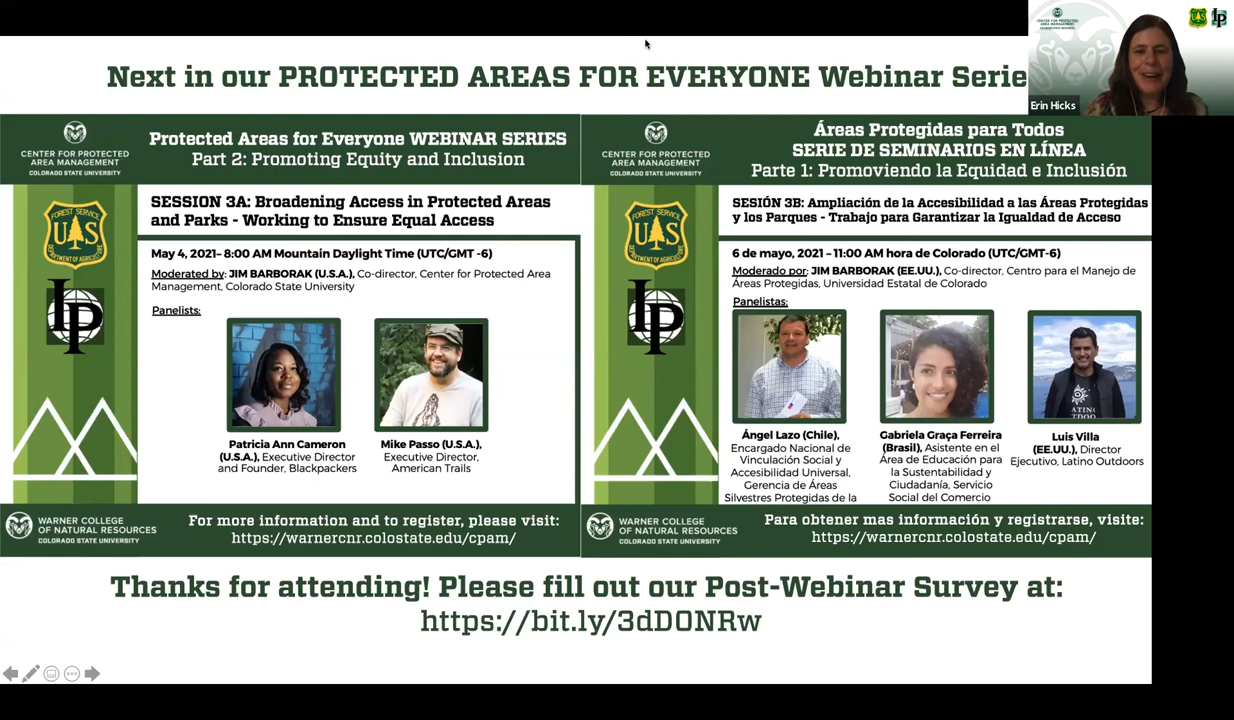 Next in our PROTECTED AREAS FOR EVERYONE Webinar Serie
Erin Hicks
CENTER FOR PROTECTED
AREA MANAGEMENT
COLORADO STATE UNIVERSITY
Protected Areas for Everyone WEBINAR SERIES
Part 2: Promoting Equity and Inclusion
FOREST SERVICE
U S
DEPARTMENT OF AGRICULTURE
IP
SESSION 3A: Broadening Access in Protected Areas
and Parks - Working to Ensure Equal Access
May 4, 2021– 8:00 AM Mountain Daylight Time (UTC/GMT -6)
Moderated by: JIM BARBORAK (U.S.A.), Co-director, Center for Protected Area
Management, Colorado State University
Panelists:
Patricia Ann Cameron
(U.S.A.), Executive Director
and Founder, Blackpackers
Mike Passo (U.S.A.),
Executive Director,
American Trails
WARNER COLLEGE
OF NATURAL RESOURCES
COLORADO STATE UNIVERSITY
For more information and to register, please visit:
https://warnercnr.colostate.edu/cpam/
CENTER FOR PROTECTED
AREA MANAGEMENT
COLORADO STATE UNIVERSITY
Áreas Protegidas para Todos
SERIE DE SEMINARIOS EN LÍNEA
Parte 1: Promoviendo la Equidad e Inclusión
FOREST SERVICE
U S
DEPARTMENT OF AGRICULTURE
IP
SESIÓN 3B: Ampliación de la Accesibilidad a las Áreas Protegidas
y los Parques - Trabajo para Garantizar la Igualdad de Acceso
6 de mayo, 2021 – 11:00 AM hora de Colorado (UTC/GMT-6)
Moderado por: JIM BARBORAK (EE.UU.), Co-director, Centro para el Manejo de
Áreas Protegidas, Universidad Estatal de Colorado
Panelistas:
Ángel Lazo (Chile),
Encargado Nacional de
Vinculación Social y
Accesibilidad Universal,
Gerencia de Áreas
Silvestres Protegidas de la
Gabriela Graça Ferreira
(Brasil), Asistente en el
Área de Educación para
la Sustentabilidad y
Ciudadanía, Servicio
Social del Comercio
Luis Villa
(EE.UU.), Director
Ejecutivo, Latino Outdoors
WARNER COLLEGE
OF NATURAL RESOURCES
COLORADO STATE UNIVERSITY
Para obtener mas información y registrarse, visite:
https://warnercnr.colostate.edu/cpam/
Thanks for attending! Please fill out our Post-Webinar Survey at:
https://bit.ly/3dDONRw